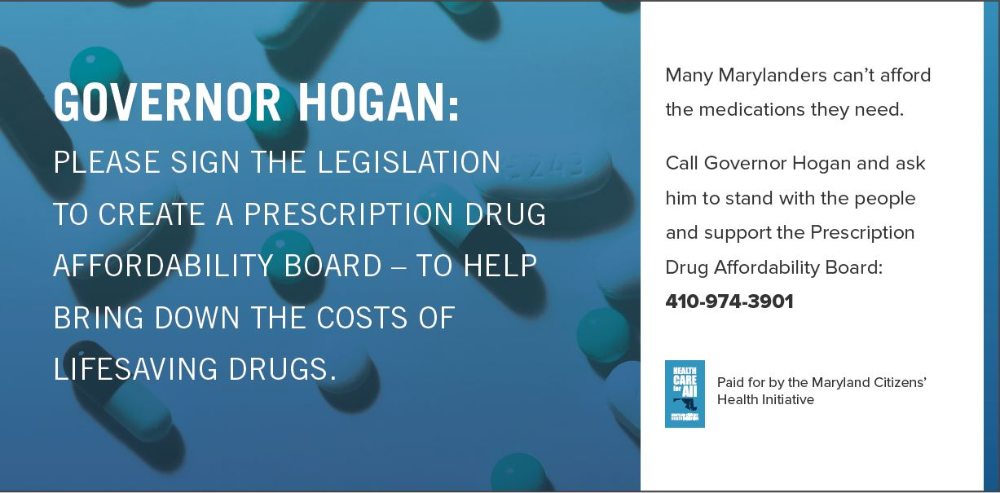 GOVERNOR HOGAN:
PLEASE SIGN THE LEGISLATION
TO CREATE A PRESCRIPTION DRUG
AFFORDABILITY BOARD – TO HELP
BRING DOWN THE COSTS OF
LIFESAVING DRUGS.
5243
Many Marylanders can’t afford
the medications they need.
Call Governor Hogan and ask
him to stand with the people
and support the Prescription
Drug Affordability Board:
410-974-3901
HEALTH
CARE
for All
Paid for by the Maryland Citizens’
Health Initiative